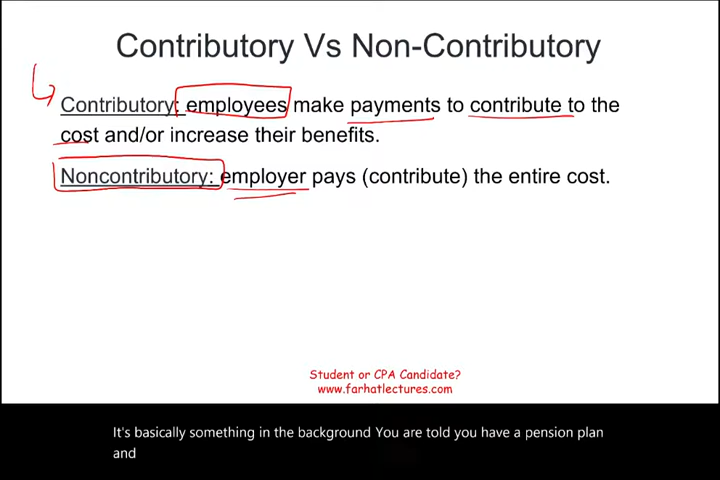 Contributory Vs Non-Contributory
Contributory: employees make payments to contribute to the
cost and/or increase their benefits.
Noncontributory: employer pays (contribute) the entire cost.
Student or CPA Candidate?
www.farhatlectures.com
It's basically something in the background. You are told you have a pension plan
and